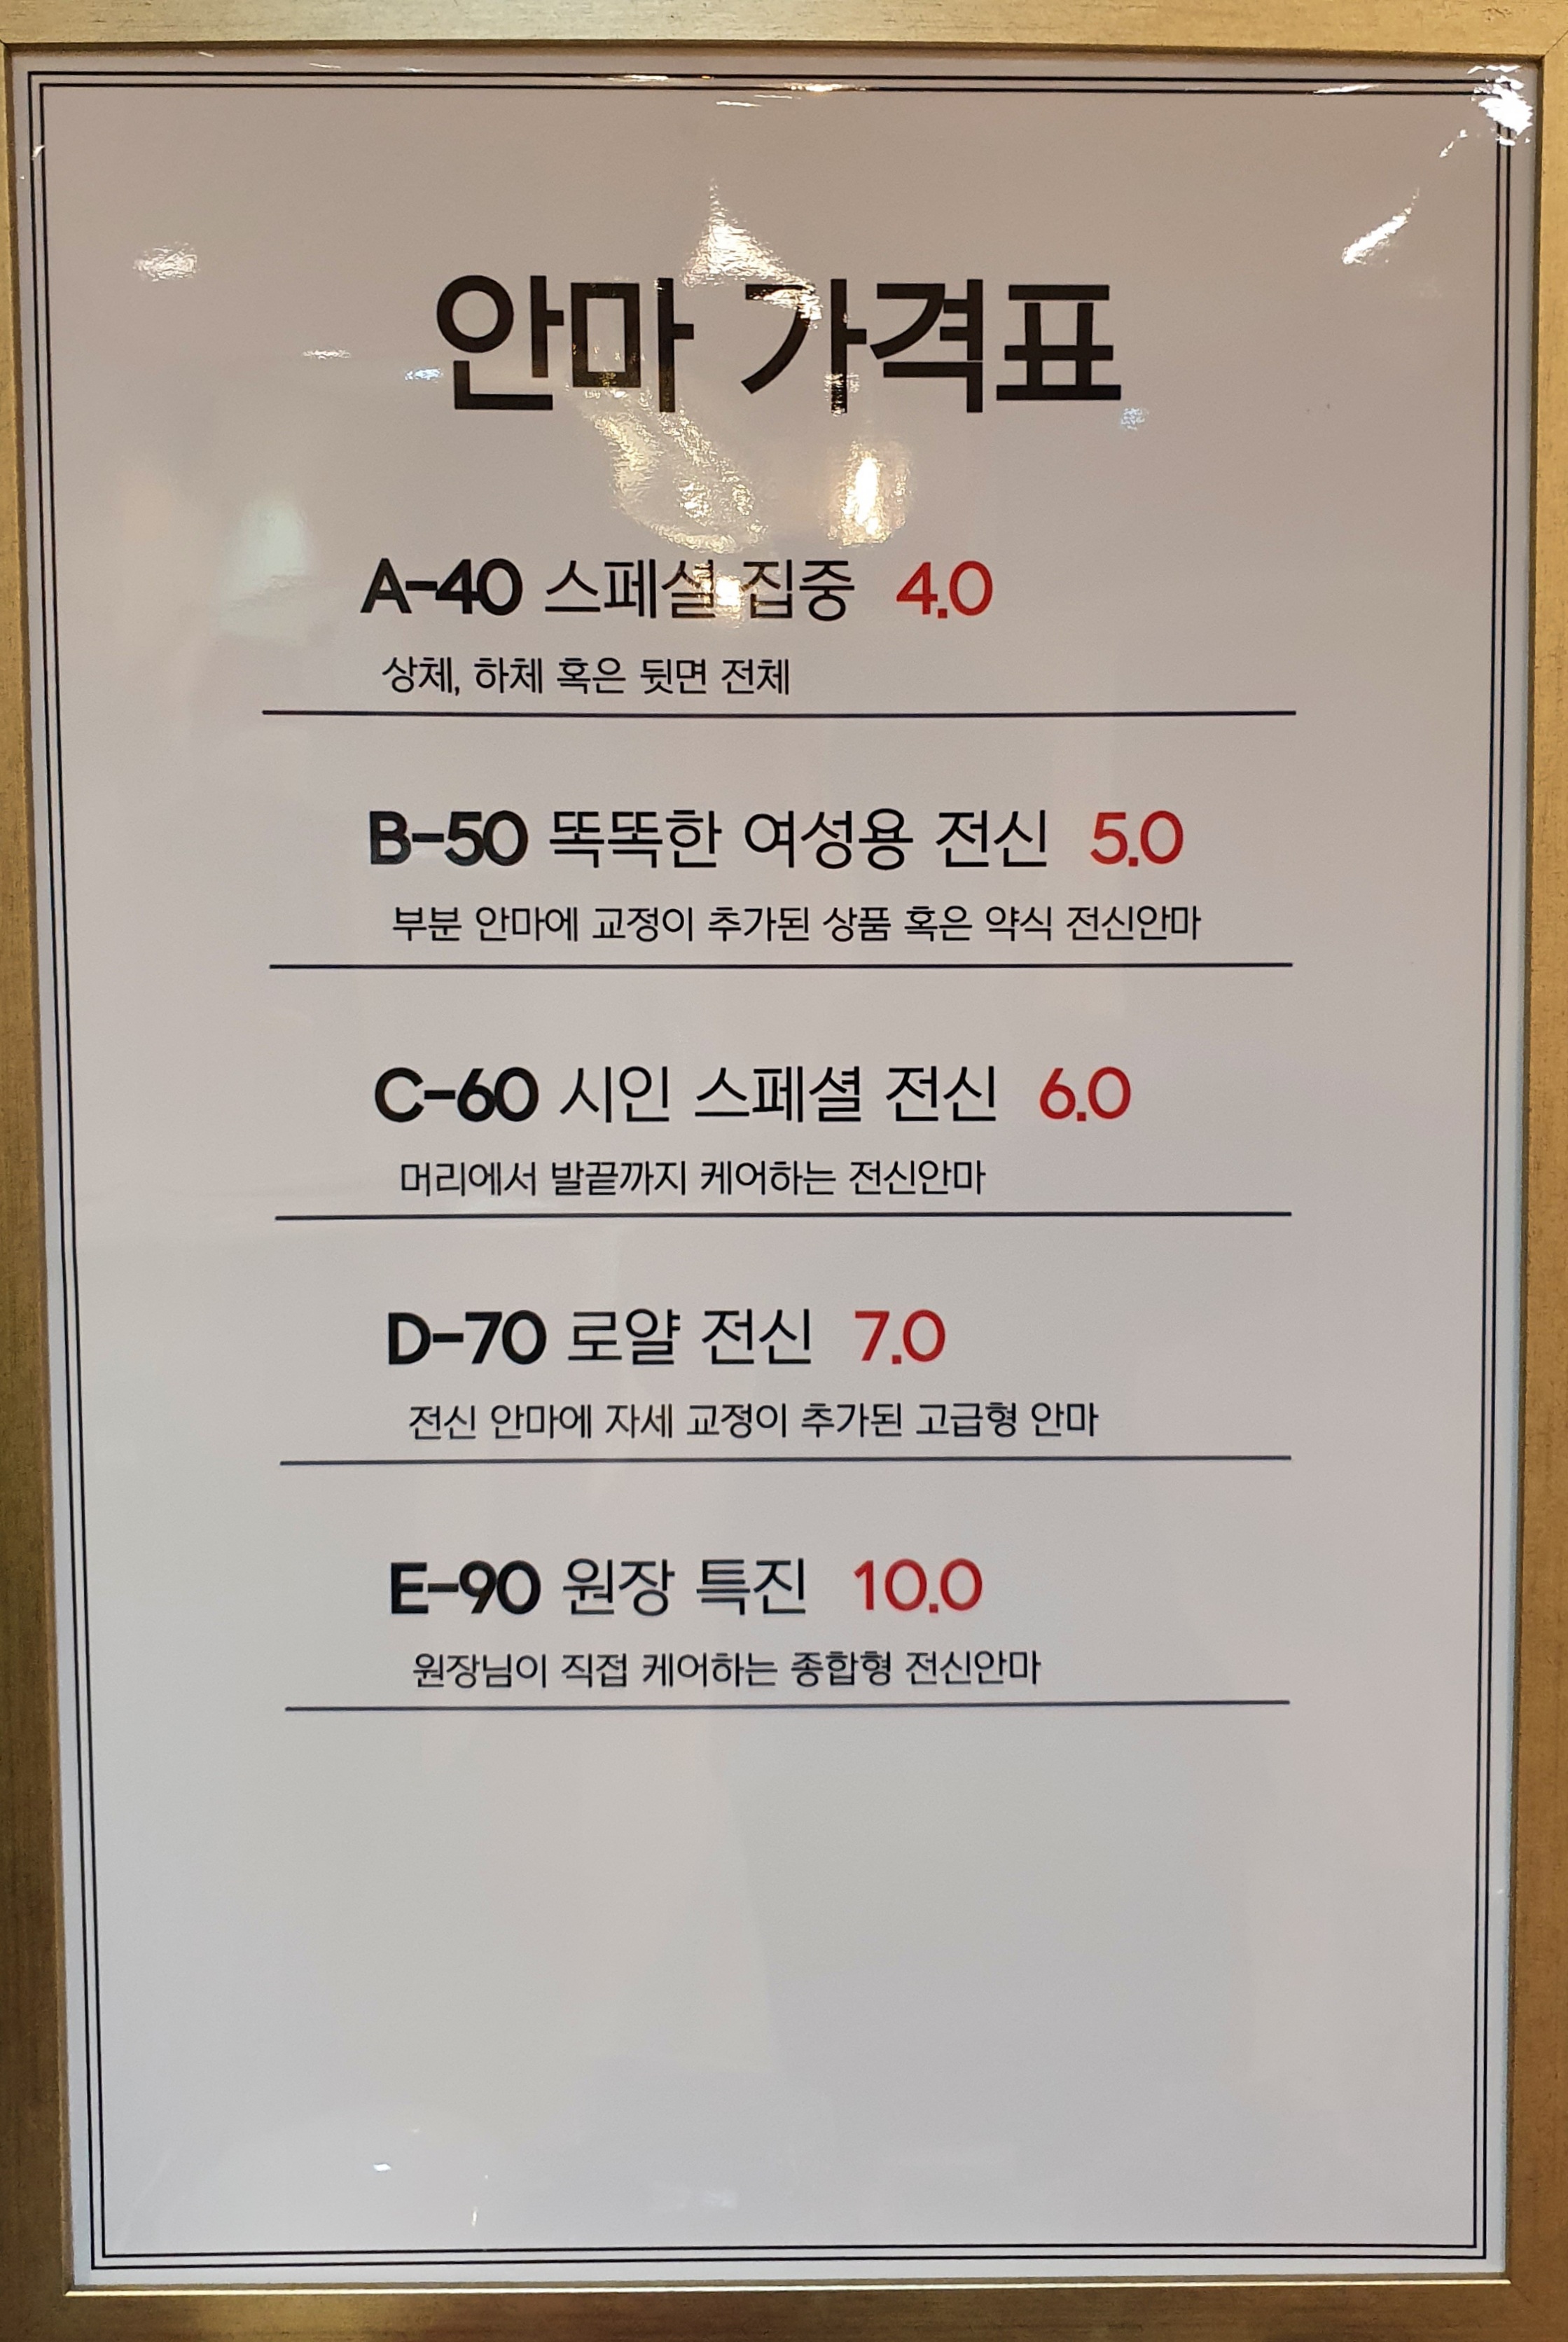 안마 가격표
A-40 스페셜 집중 4.0
상체, 하체 혹은 뒷면 전체
B-50 똑똑한 여성용 전신 5.0
부분 안마에 교정이 추가된 상품 혹은 약식 전신안마
C-60 시인 스페셜 전신 6.0
머리에서 발끝까지 케어하는 전신안마
D-70 로얄 전신 7.0
전신 안마에 자세 교정이 추가된 고급형 안마
E-90 원장 특진 10.0
원장님이 직접 케어하는 종합형 전신안마